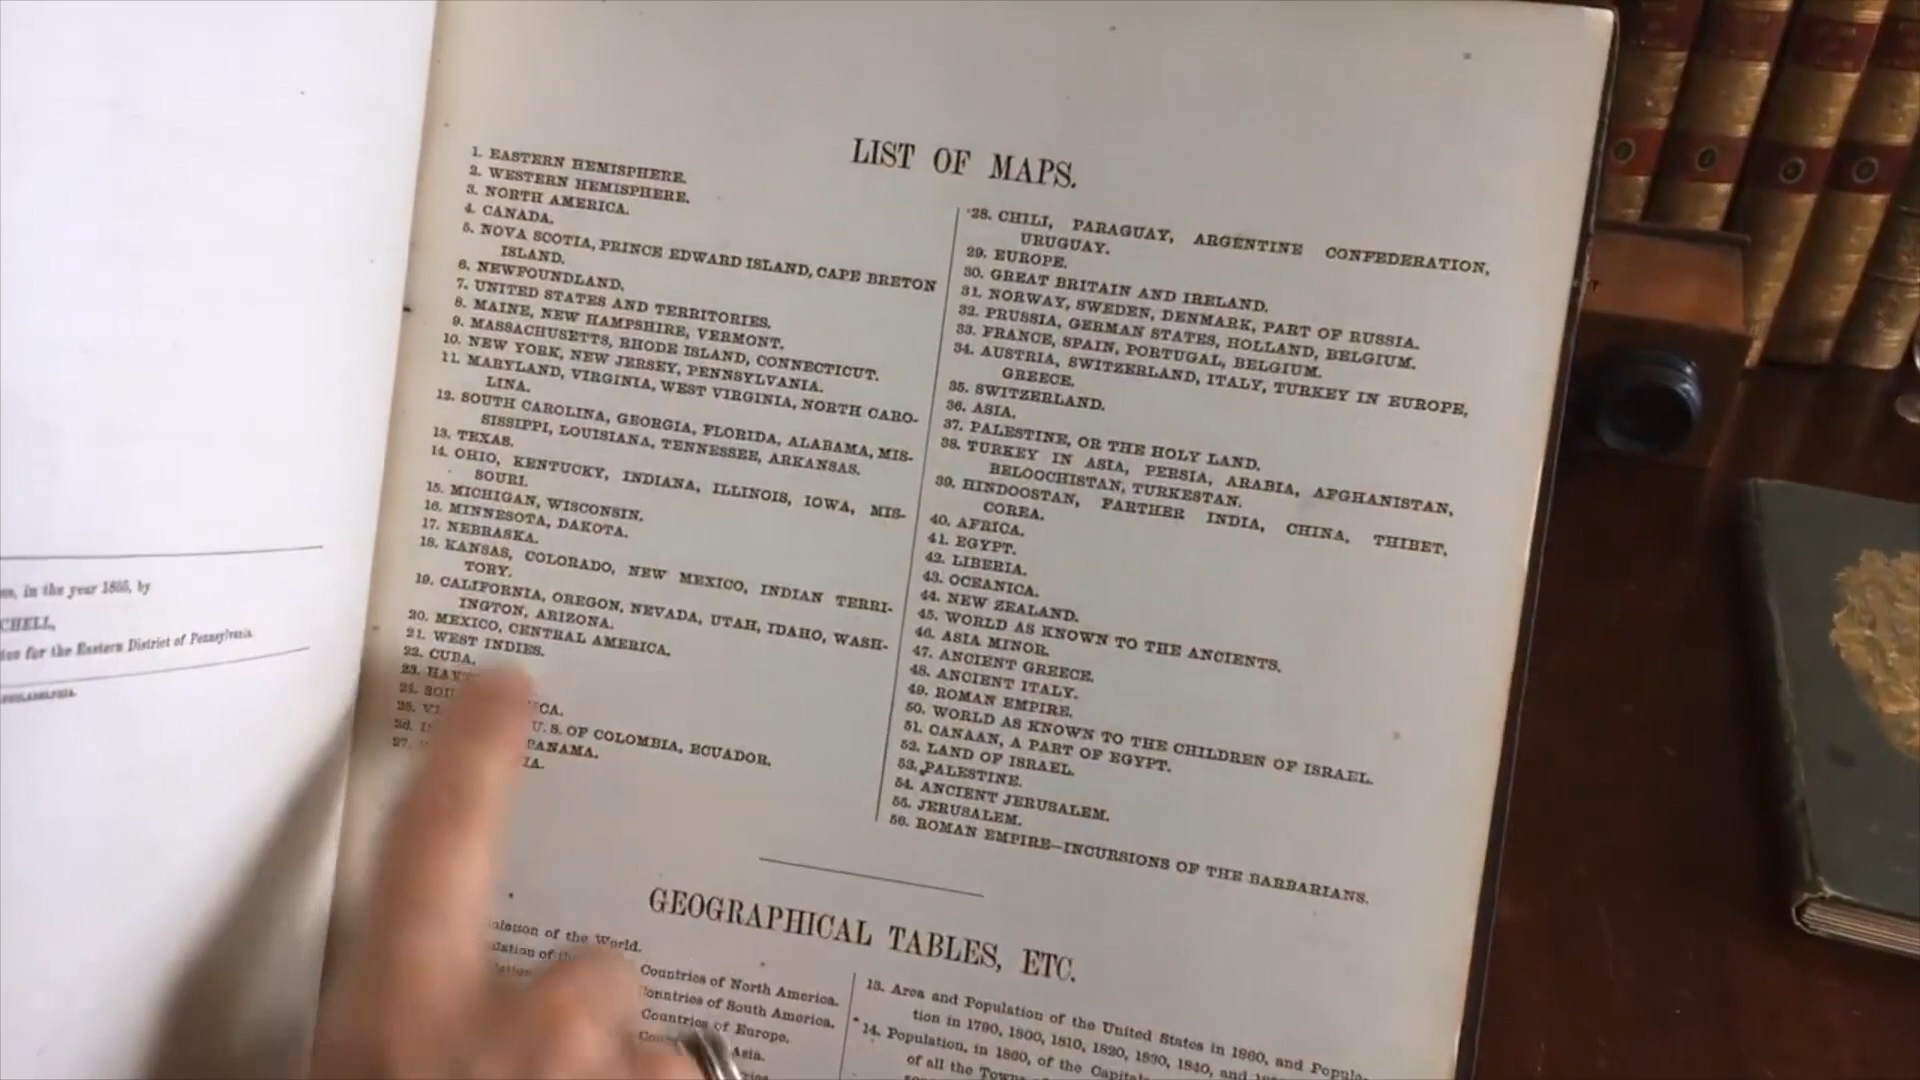 in the year 1865, by
for the Eastern District of Pennsylvania.
PHILADELPHIA.
LIST OF MAPS.
1. EASTERN HEMISPHERE.
2. WESTERN HEMISPHERE.
3. NORTH AMERICA.
4. CANADA.
5. NOVA SCOTIA, PRINCE EDWARD ISLAND, CAPE BRETON
ISLAND.
6. NEWFOUNDLAND.
7. UNITED STATES AND TERRITORIES.
8. MAINE, NEW HAMPSHIRE, VERMONT.
9. MASSACHUSETTS, RHODE ISLAND, CONNECTICUT.
10. NEW YORK, NEW JERSEY, PENNSYLVANIA.
11. MARYLAND, VIRGINIA, WEST VIRGINIA, NORTH CARO-
LINA.
12. SOUTH CAROLINA, GEORGIA, FLORIDA, ALABAMA, MIS-
SISSIPPI, LOUISIANA, TENNESSEE, ARKANSAS.
13. TEXAS.
14. OHIO, KENTUCKY, INDIANA, ILLINOIS, IOWA, MIS-
SOURI.
15. MICHIGAN, WISCONSIN.
16. MINNESOTA, DAKOTA.
17. NEBRASKA.
18. KANSAS, COLORADO, NEW MEXICO, INDIAN TERRI-
TORY.
19. CALIFORNIA, OREGON, NEVADA, UTAH, IDAHO, WASH-
INGTON, ARIZONA.
20. MEXICO, CENTRAL AMERICA.
21. WEST INDIES.
22. CUBA.
23.
24.
25. U. S. OF COLOMBIA, ECUADOR.
26. PANAMA.
27.
28. CHILI, PARAGUAY, ARGENTINE CONFEDERATION,
URUGUAY.
29. EUROPE.
30. GREAT BRITAIN AND IRELAND.
31. NORWAY, SWEDEN, DENMARK, PART OF RUSSIA.
32. PRUSSIA, GERMAN STATES, HOLLAND, BELGIUM.
33. FRANCE, SPAIN, PORTUGAL, BELGIUM.
34. AUSTRIA, SWITZERLAND, ITALY, TURKEY IN EUROPE,
GREECE.
35. SWITZERLAND.
36. ASIA.
37. PALESTINE, OR THE HOLY LAND.
38. TURKEY IN ASIA, PERSIA, ARABIA, AFGHANISTAN,
BELOOCHISTAN, TURKESTAN.
39. HINDOOSTAN, FARTHER INDIA, CHINA, THIBET,
COREA.
40. AFRICA.
41. EGYPT.
42. LIBERIA.
43. OCEANICA.
44. NEW ZEALAND.
45. WORLD AS KNOWN TO THE ANCIENTS.
46. ASIA MINOR.
47. ANCIENT GREECE.
48. ANCIENT ITALY.
49. ROMAN EMPIRE.
50. WORLD AS KNOWN TO THE CHILDREN OF ISRAEL.
51. CANAAN, A PART OF EGYPT.
52. LAND OF ISRAEL.
53. PALESTINE.
54. ANCIENT JERUSALEM.
55. JERUSALEM.
56. ROMAN EMPIRE—INCURSIONS OF THE BARBARIANS.
GEOGRAPHICAL TABLES, ETC.
of the World.
of the
Countries of North America.
Countries of South America.
Countries of Europe.
Asia.
13. Area and Population of the United States in 1860, and Popula-
tion in 1790, 1800, 1810, 1820, 1830, 1840, and
14. Population, in 1860, of the Capitals
of all the Towns